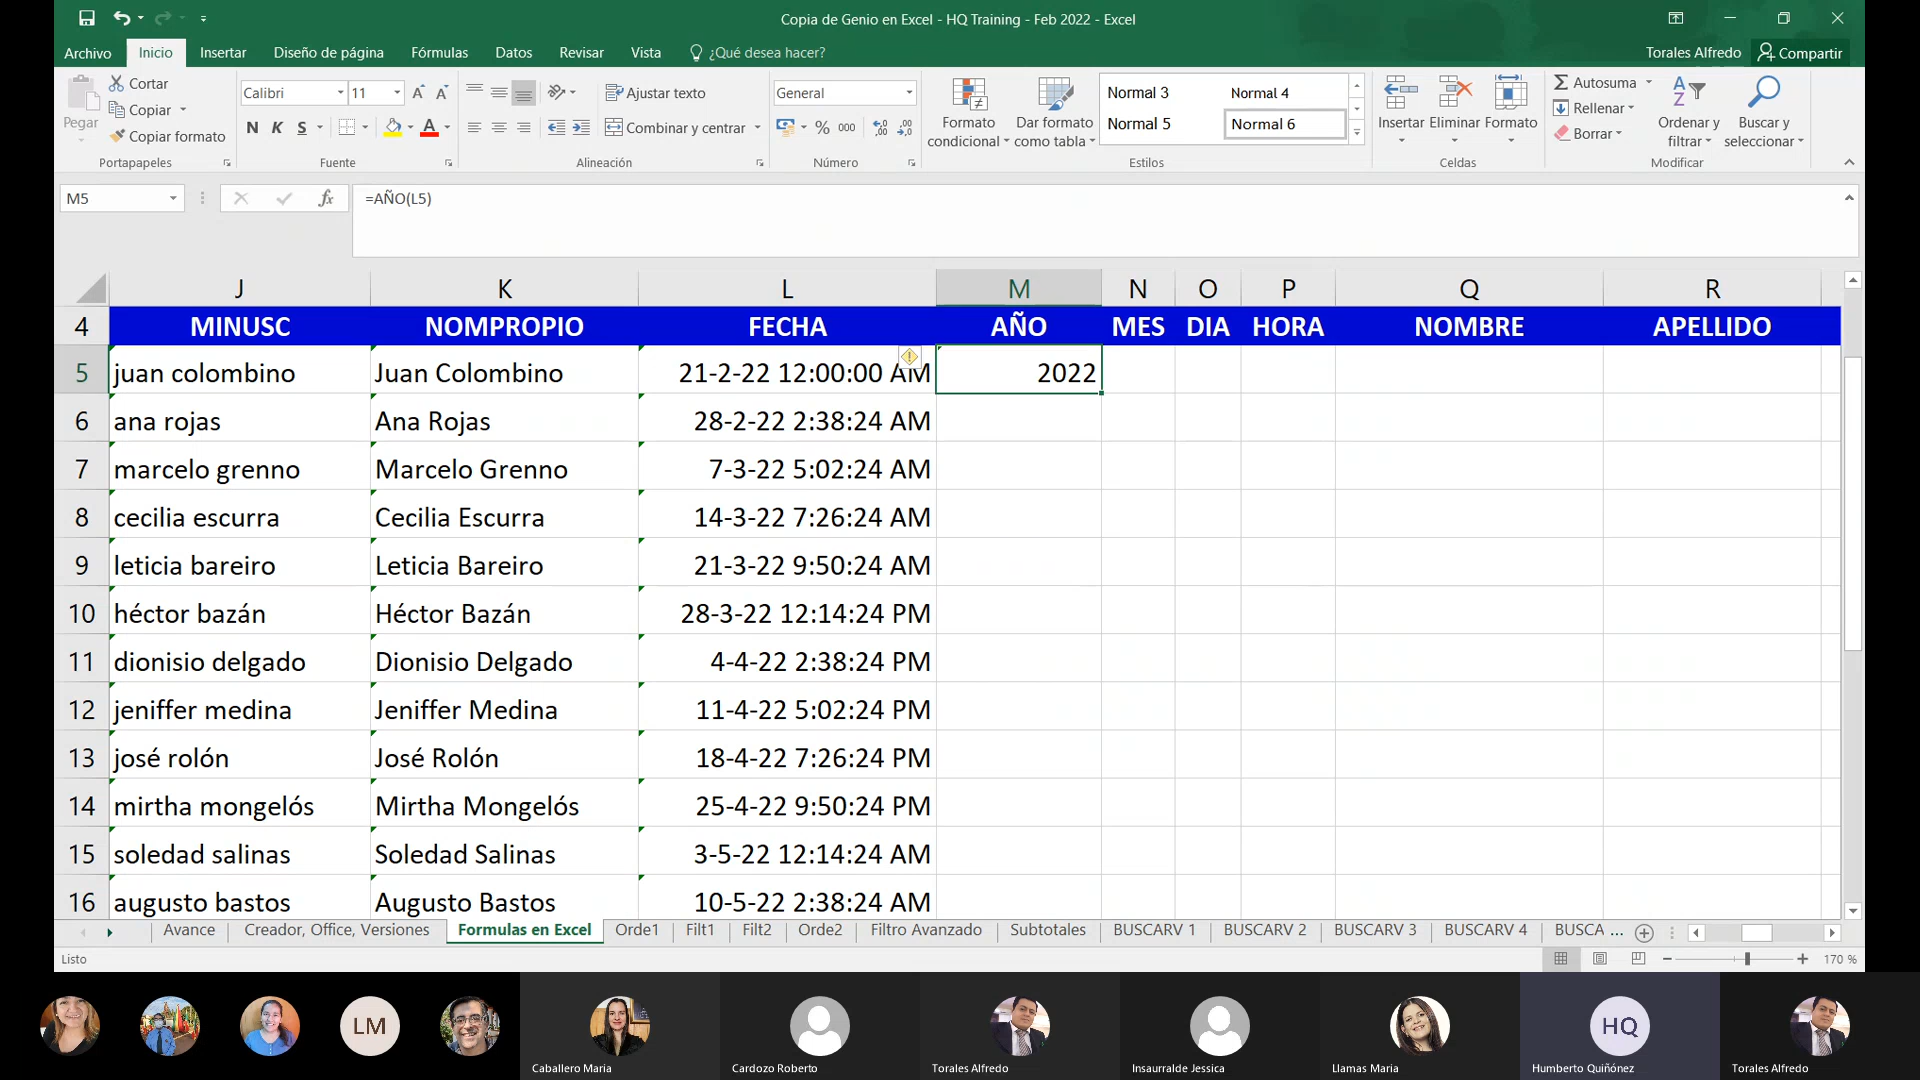 Copia de Genio en Excel - HQ Training - Feb 2022 - Excel
Archivo Inicio Insertar Diseño de página Fórmulas Datos Revisar Vista ¿Qué desea hacer? Torales Alfredo Compartir
Pegar
Cortar
Copiar
Copiar formato
Portapapeles
Calibri 11
N K S
Fuente
Ajustar texto
Combinar y centrar
Alineación
General
% 000
Número
Formato condicional
Dar formato como tabla
Normal 3 Normal 4
Normal 5 Normal 6
Estilos
Insertar Eliminar Formato
Celdas
Autosuma
Rellenar
Borrar
Ordenar y filtrar
Buscar y seleccionar
Modificar
M5 fx =AÑO(L5)
J K L M N O P Q R
4 MINUSC NOMPROPIO FECHA AÑO MES DIA HORA NOMBRE APELLIDO
5 juan colombino Juan Colombino 21-2-22 12:00:00 AM 2022
6 ana rojas Ana Rojas 28-2-22 2:38:24 AM
7 marcelo grenno Marcelo Grenno 7-3-22 5:02:24 AM
8 cecilia escurra Cecilia Escurra 14-3-22 7:26:24 AM
9 leticia bareiro Leticia Bareiro 21-3-22 9:50:24 AM
10 héctor bazán Héctor Bazán 28-3-22 12:14:24 PM
11 dionisio delgado Dionisio Delgado 4-4-22 2:38:24 PM
12 jeniffer medina Jeniffer Medina 11-4-22 5:02:24 PM
13 josé rolón José Rolón 18-4-22 7:26:24 PM
14 mirtha mongelós Mirtha Mongelós 25-4-22 9:50:24 PM
15 soledad salinas Soledad Salinas 3-5-22 12:14:24 AM
16 augusto bastos Augusto Bastos 10-5-22 2:38:24 AM
Avance Creador, Office, Versiones Formulas en Excel Orde1 Filt1 Filt2 Orde2 Filtro Avanzado Subtotales BUSCARV 1 BUSCARV 2 BUSCARV 3 BUSCARV 4 BUSCA ...
Listo 170 %
LM HQ
Caballero Maria Cardozo Roberto Torales Alfredo Insaurralde Jessica Llamas Maria Humberto Quiñónez Torales Alfredo